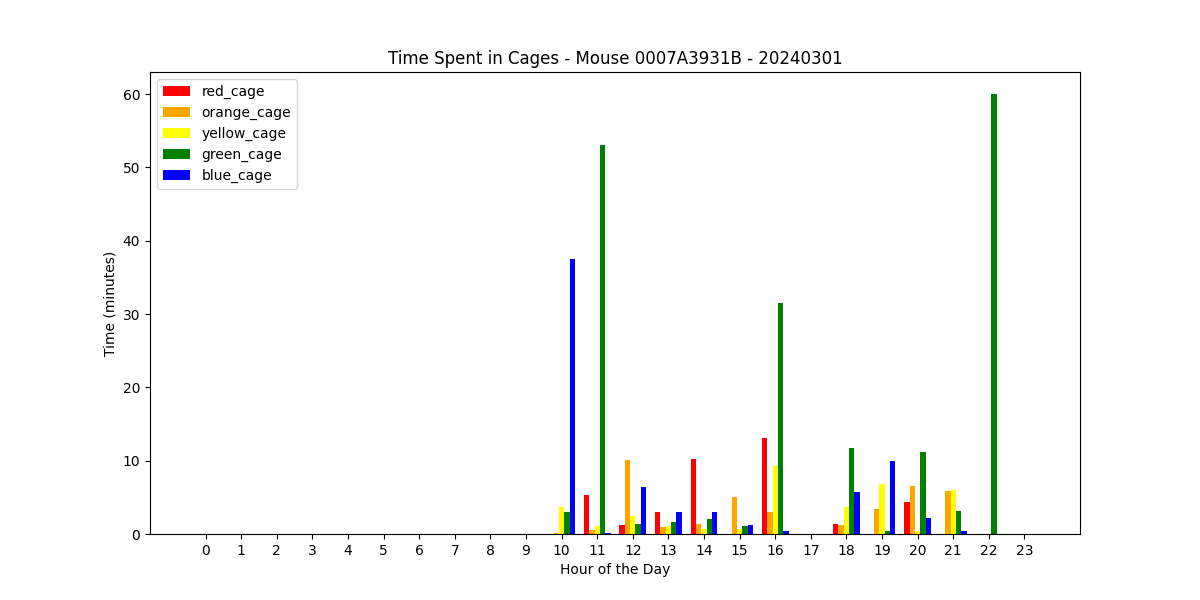 Time Spent in Cages - Mouse 0007A3931B - 20240301
red_cage
orange_cage
yellow_cage
green_cage
blue_cage
60
50
40
30
20
10
0
Time (minutes)
0 1 2 3 4 5 6 7 8 9 10 11 12 13 14 15 16 17 18 19 20 21 22 23
Hour of the Day